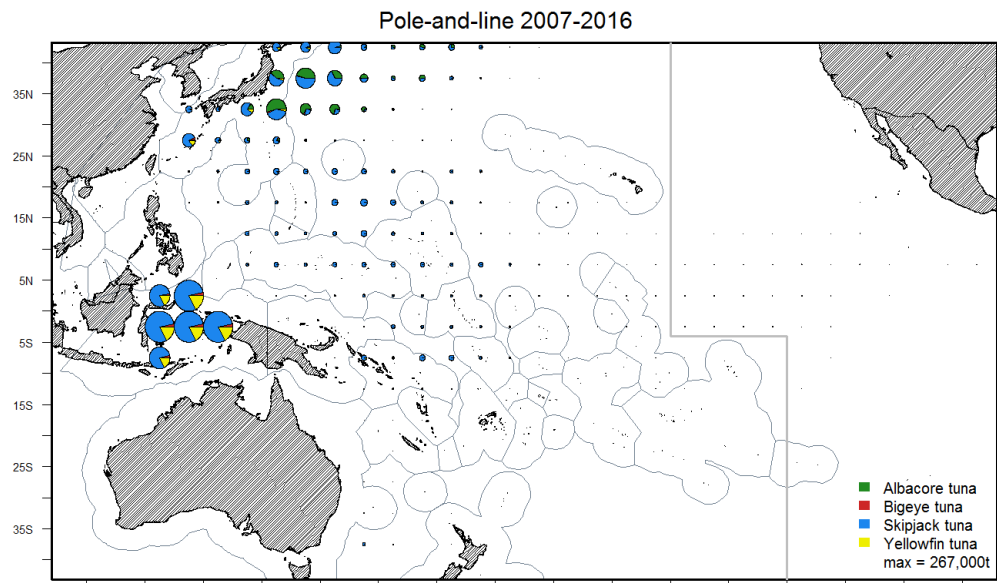 Pole-and-line 2007-2016
35N
25N
15N
5N
5S
15S
25S
35S
Albacore tuna
Bigeye tuna
Skipjack tuna
Yellowfin tuna
max = 267,000t